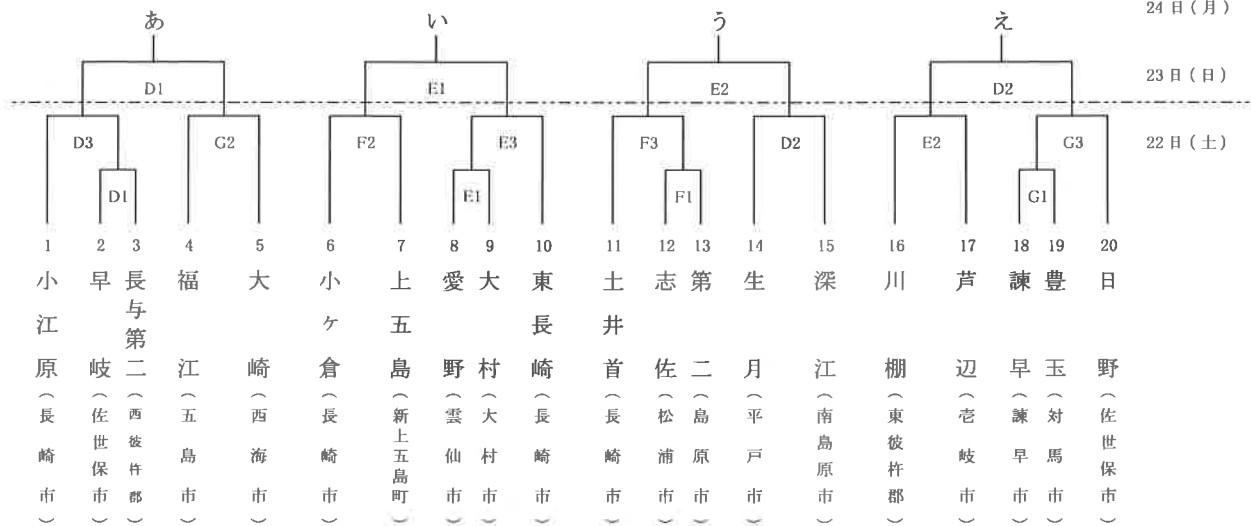 24日(月)
あ い う え
D1 E1 E2 D2 23日(日)
D3 G2 F2 E3 F3 D2 E2 G3 22日(土)
D1 E1 F1 G1
1 2 3 4 5 6 7 8 9 10 11 12 13 14 15 16 17 18 19 20
小江原(長崎市)
早岐(佐世保市)
長与第二(西彼杵郡)
福江(五島市)
大崎(西海市)
小ケ倉(長崎市)
上五島(新上五島町)
愛野(雲仙市)
大村(大村市)
東長崎(長崎市)
土井首(長崎市)
志佐(松浦市)
第二(島原市)
生月(平戸市)
深江(南島原市)
川棚(東彼杵郡)
芦辺(壱岐市)
諫早(諫早市)
豊玉(対馬市)
日野(佐世保市)